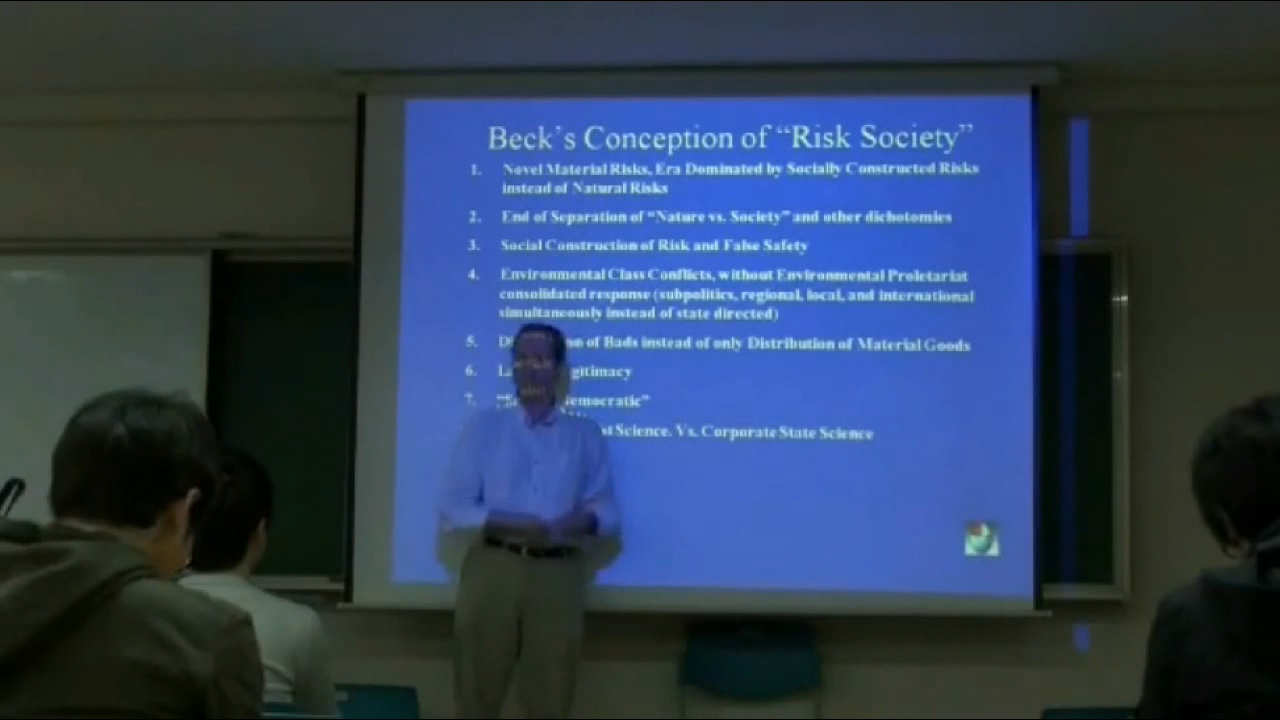 Beck's Conception of “Risk Society”
1. Novel Material Risks, Era Dominated by Socially Constructed Risks
instead of Natural Risks
2. End of Separation of “Nature vs. Society” and other dichotomies
3. Social Construction of Risk and False Safety
4. Environmental Class Conflicts, without Environmental Proletariat
consolidated response (subpolitics, regional, local, and international
simultaneously instead of state directed)
5. of Bads instead of only Distribution of Material Goods
6.
7.
Science. Vs. Corporate State Science